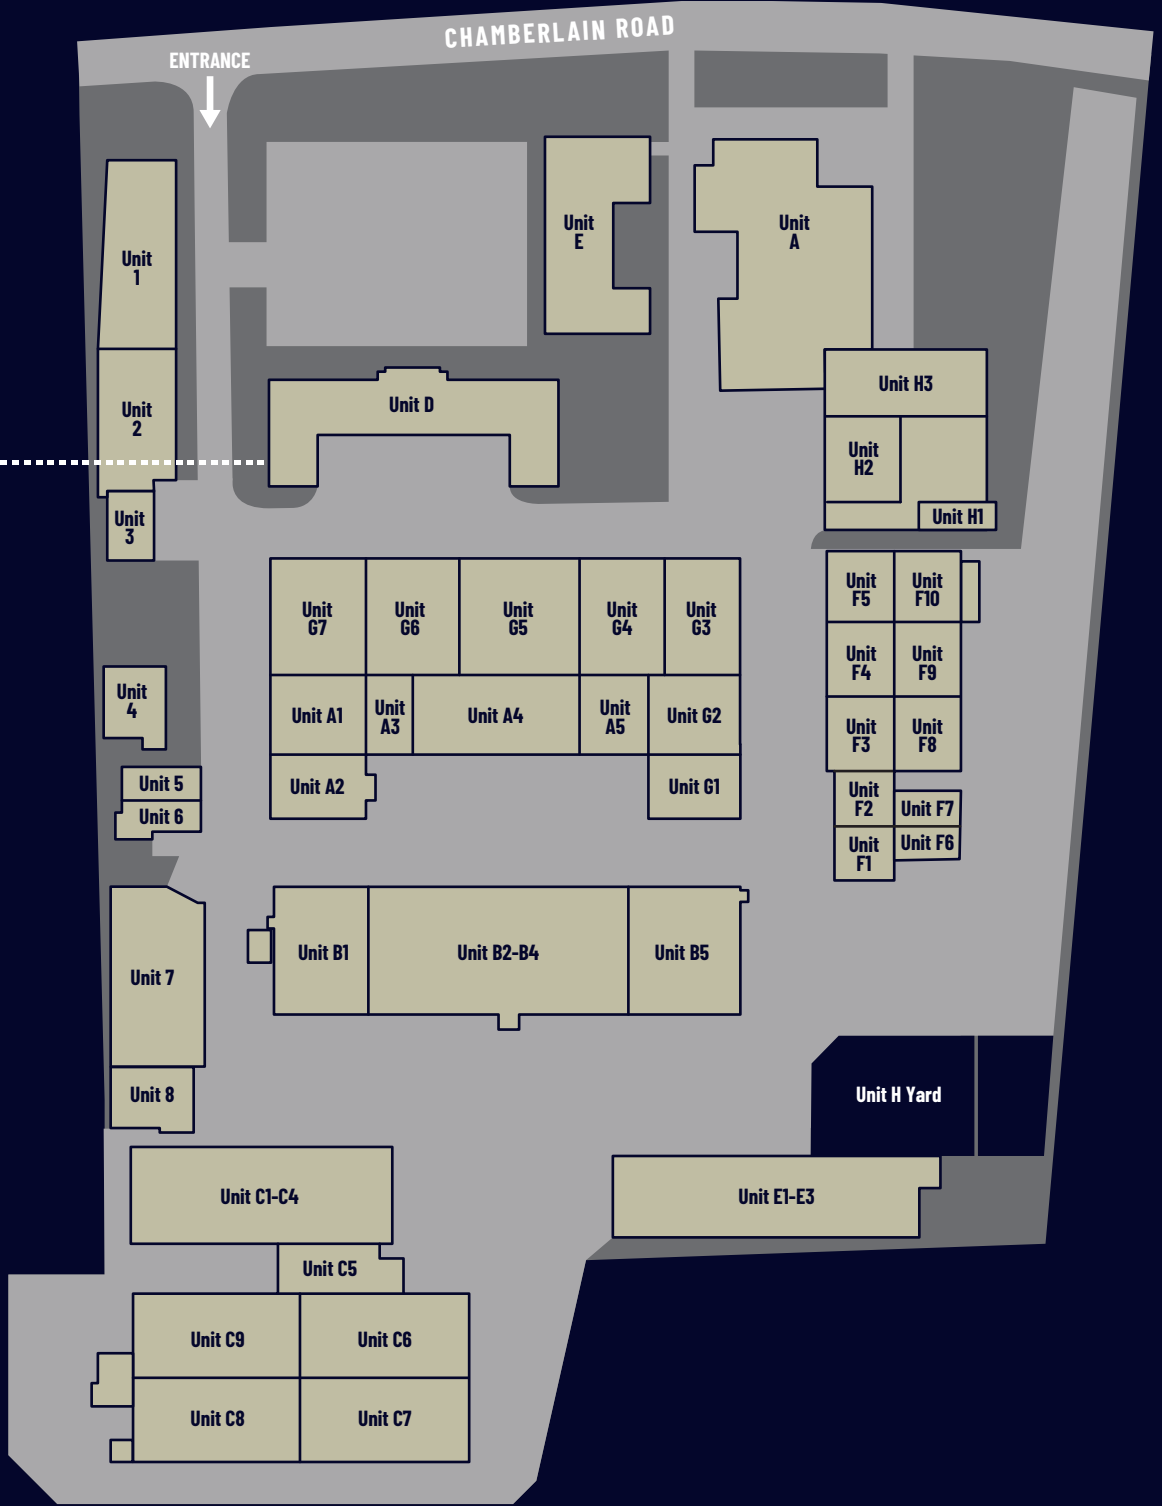 CHAMBERLAIN ROAD
ENTRANCE
Unit
1
Unit
2
Unit
3
Unit
E
Unit
A
Unit D
Unit H3
Unit
H2
Unit H1
Unit
G7
Unit
G6
Unit
G5
Unit
G4
Unit
G3
Unit A1
Unit
A3
Unit A4
Unit
A5
Unit G2
Unit A2
Unit G1
Unit
F5
Unit
F10
Unit
F4
Unit
F9
Unit
F3
Unit
F8
Unit
F2
Unit F7
Unit
F1
Unit F6
Unit
4
Unit 5
Unit 6
Unit 7
Unit 8
Unit B1
Unit B2-B4
Unit B5
Unit H Yard
Unit C1-C4
Unit E1-E3
Unit C5
Unit C9
Unit C6
Unit C8
Unit C7